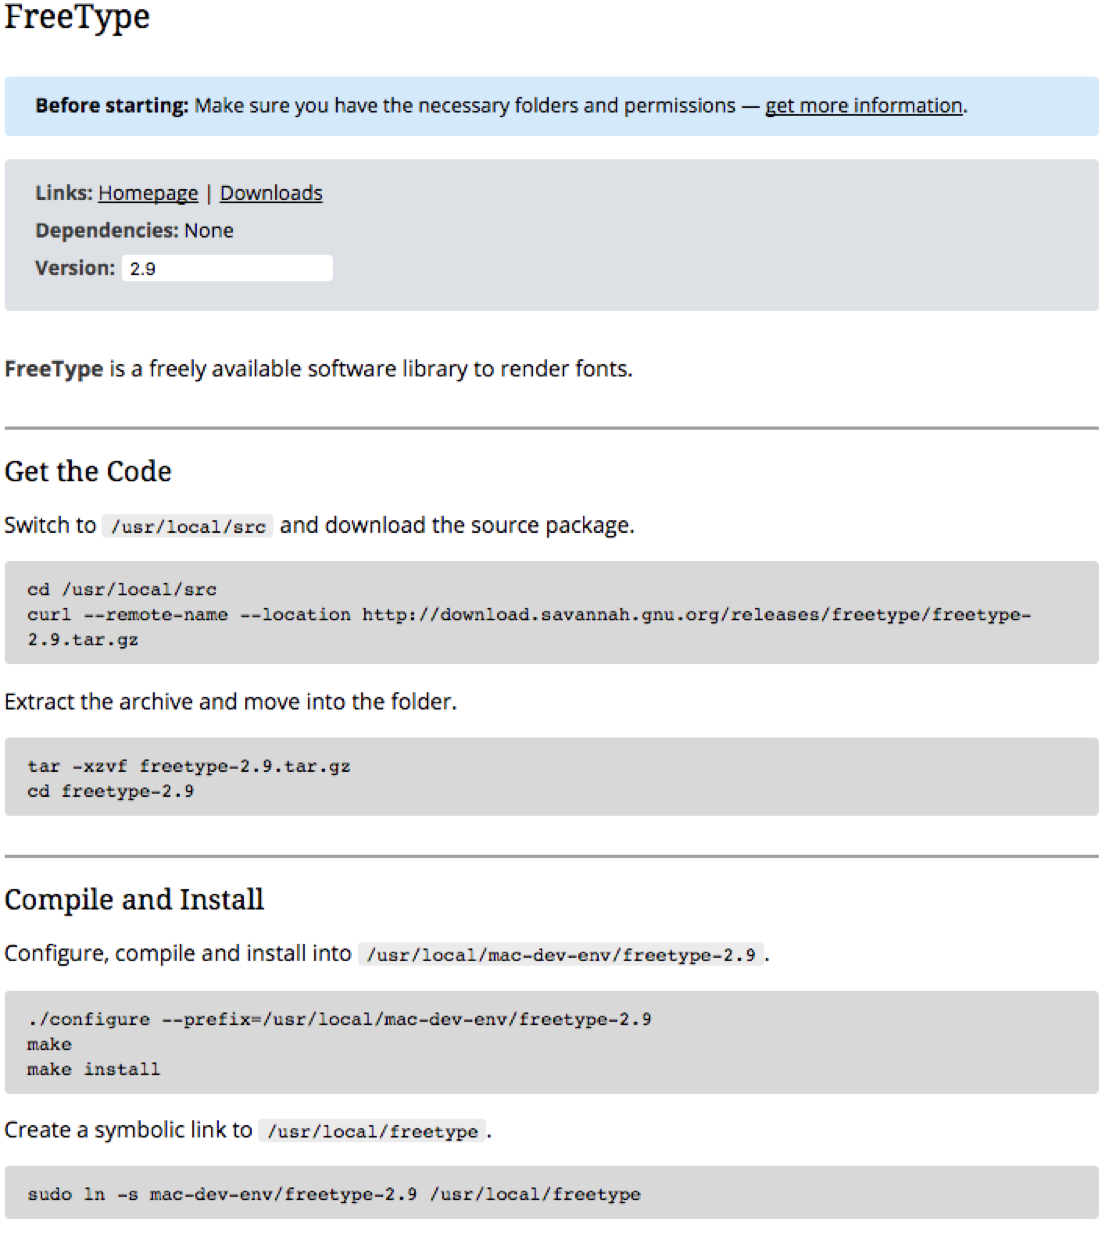 FreeType
Before starting: Make sure you have the necessary folders and permissions — get more information.
Links: Homepage | Downloads
Dependencies: None
Version: 2.9
FreeType is a freely available software library to render fonts.
Get the Code
Switch to /usr/local/src and download the source package.
cd /usr/local/src
curl --remote-name --location http://download.savannah.gnu.org/releases/freetype/freetype-
2.9.tar.gz
Extract the archive and move into the folder.
tar -xzvf freetype-2.9.tar.gz
cd freetype-2.9
Compile and Install
Configure, compile and install into /usr/local/mac-dev-env/freetype-2.9 .
./configure --prefix=/usr/local/mac-dev-env/freetype-2.9
make
make install
Create a symbolic link to /usr/local/freetype .
sudo ln -s mac-dev-env/freetype-2.9 /usr/local/freetype